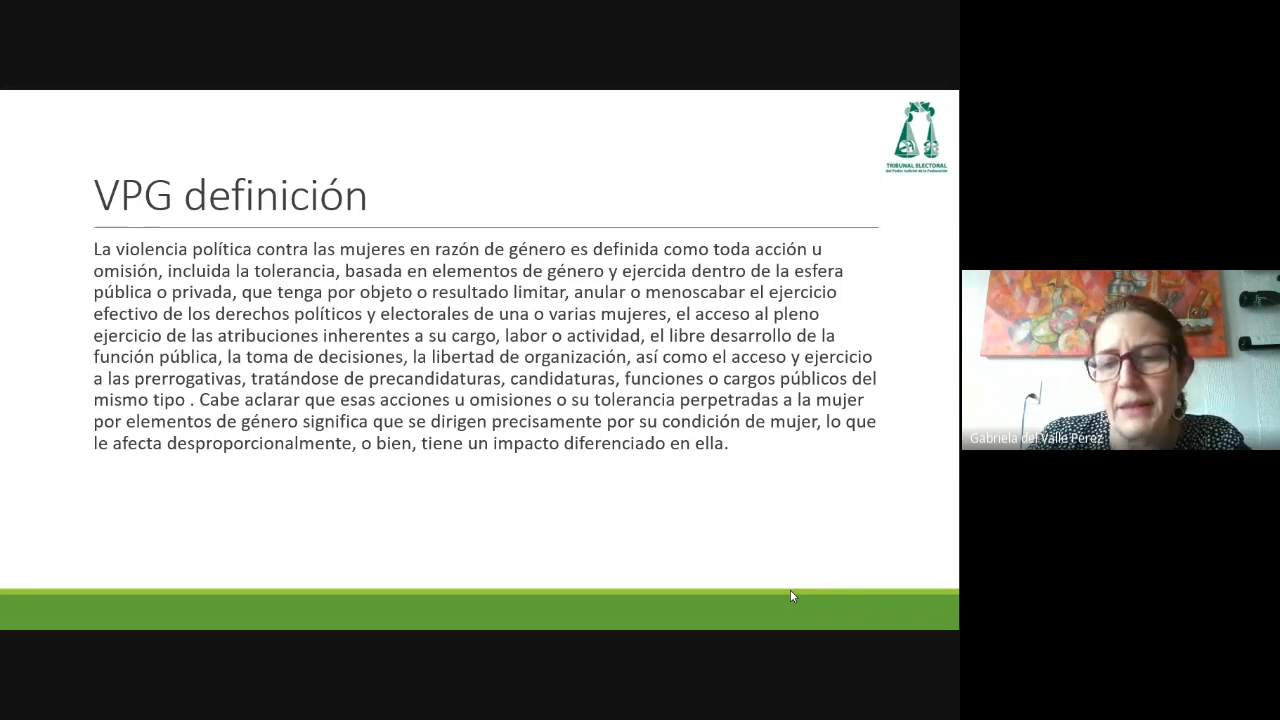 TRIBUNAL ELECTORAL
del Poder Judicial de la Federación
VPG definición
La violencia política contra las mujeres en razón de género es definida como toda acción u
omisión, incluida la tolerancia, basada en elementos de género y ejercida dentro de la esfera
pública o privada, que tenga por objeto o resultado limitar, anular o menoscabar el ejercicio
efectivo de los derechos políticos y electorales de una o varias mujeres, el acceso al pleno
ejercicio de las atribuciones inherentes a su cargo, labor o actividad, el libre desarrollo de la
función pública, la toma de decisiones, la libertad de organización, así como el acceso y ejercicio
a las prerrogativas, tratándose de precandidaturas, candidaturas, funciones o cargos públicos del
mismo tipo . Cabe aclarar que esas acciones u omisiones o su tolerancia perpetradas a la mujer
por elementos de género significa que se dirigen precisamente por su condición de mujer, lo que
le afecta desproporcionalmente, o bien, tiene un impacto diferenciado en ella.
Gabriela del Valle Pérez